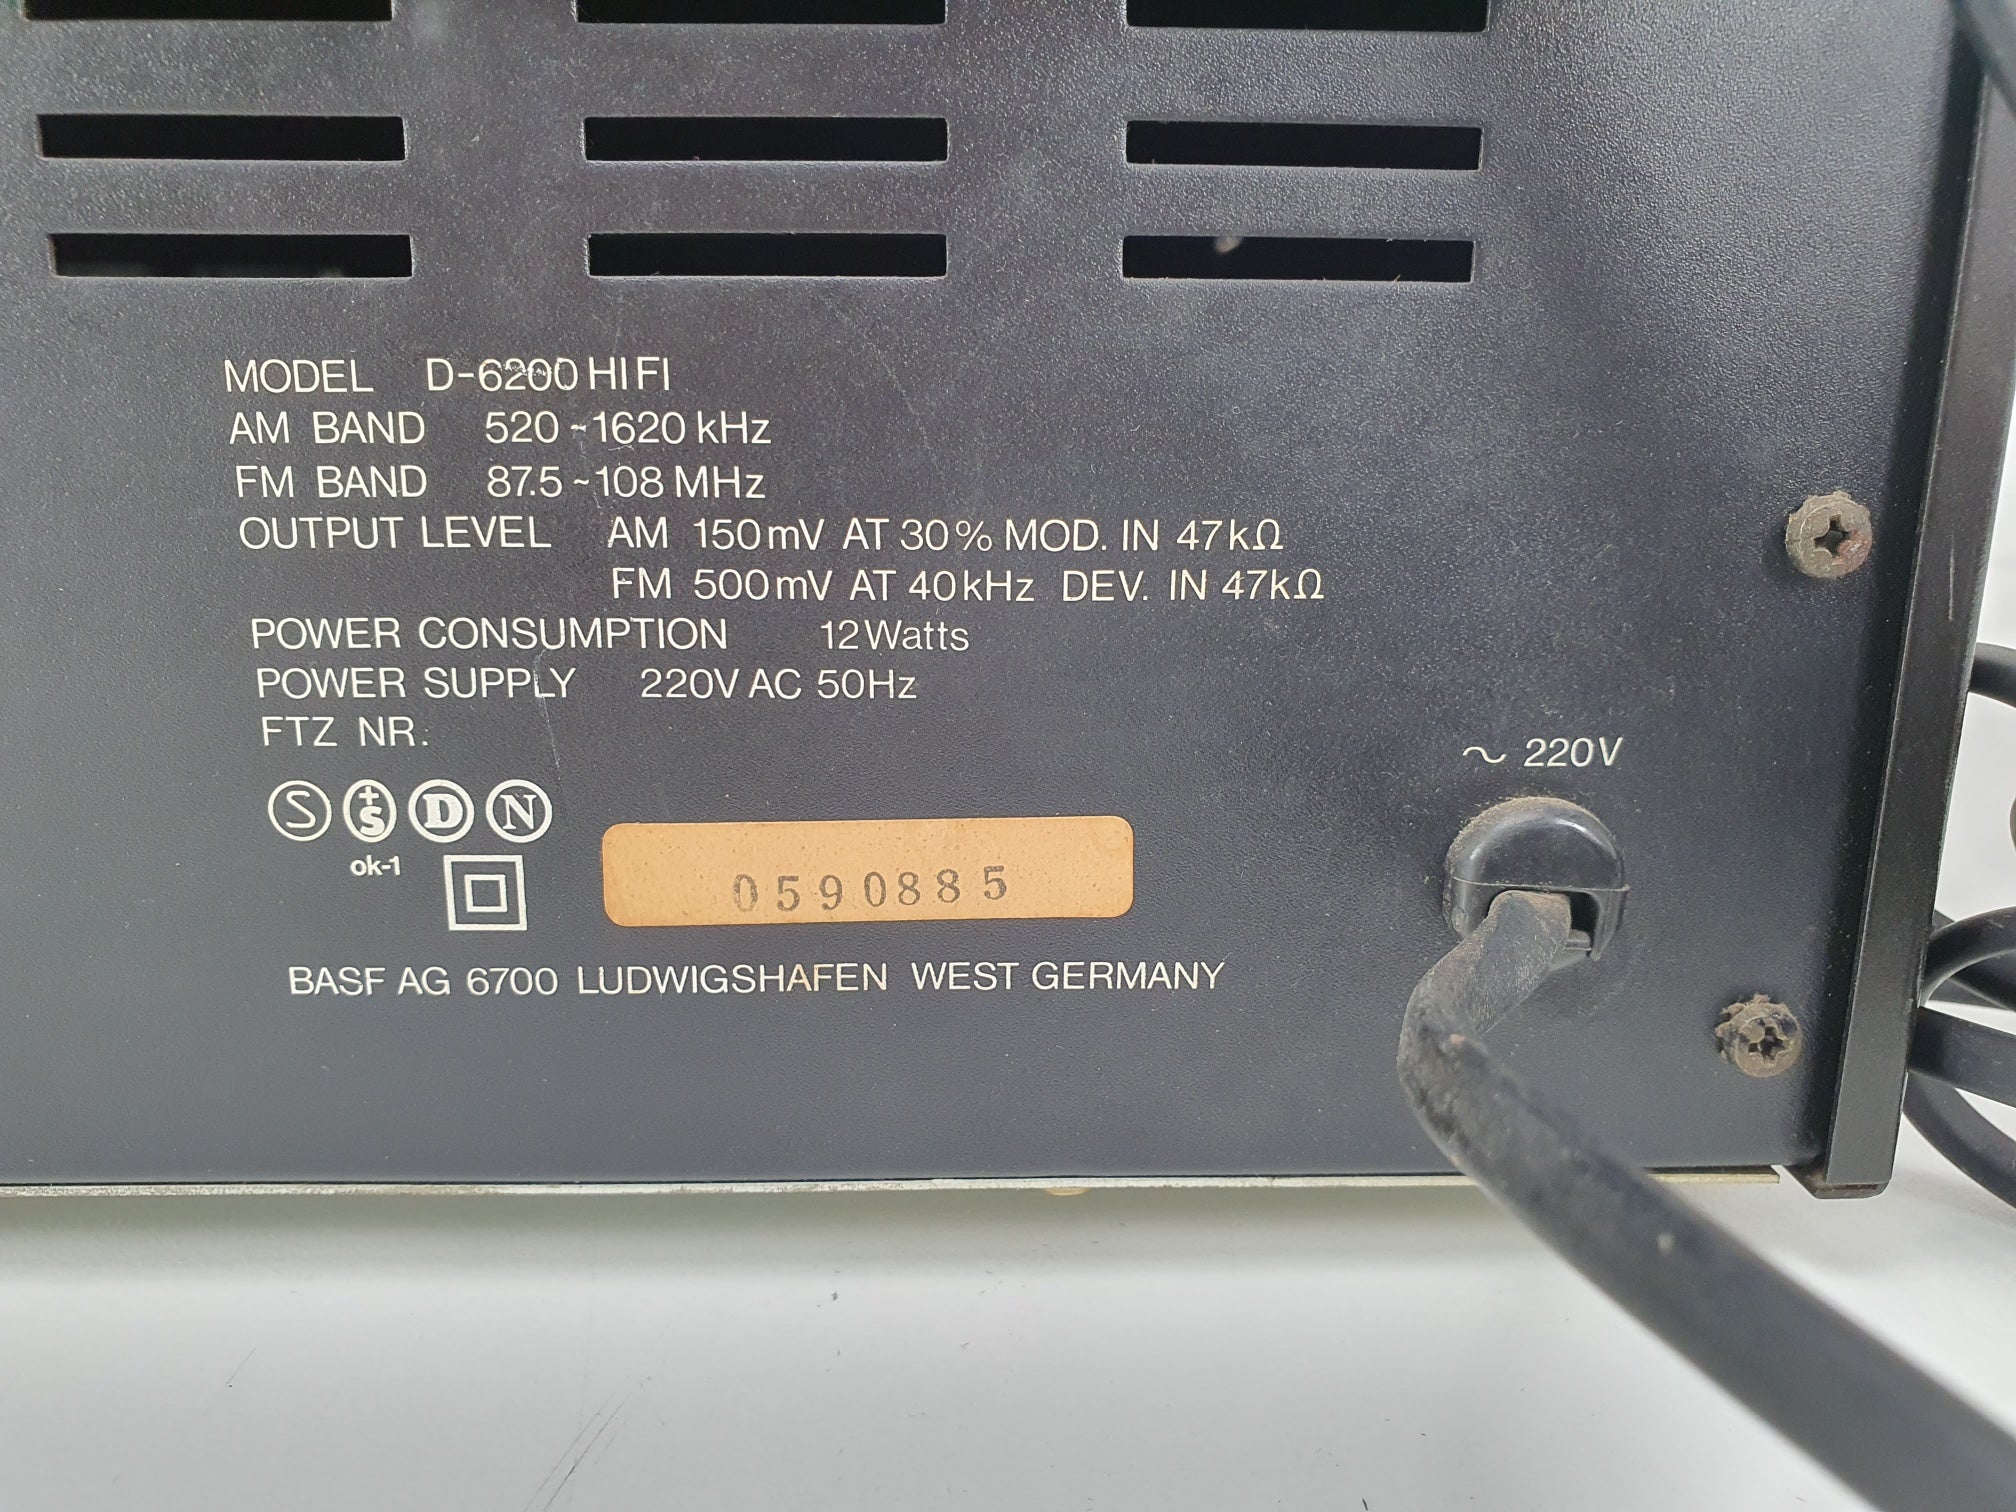 MODEL D-6200 HIFI
AM BAND 520~1620 kHz
FM BAND 87.5~108 MHz
OUTPUT LEVEL AM 150mV AT 30% MOD. IN 47kΩ
FM 500mV AT 40kHz DEV. IN 47kΩ
POWER CONSUMPTION 12Watts
POWER SUPPLY 220V AC 50Hz
FTZ NR.:
~ 220V
S +S D N
ok-1
0590885
BASF AG 6700 LUDWIGSHAFEN WEST GERMANY